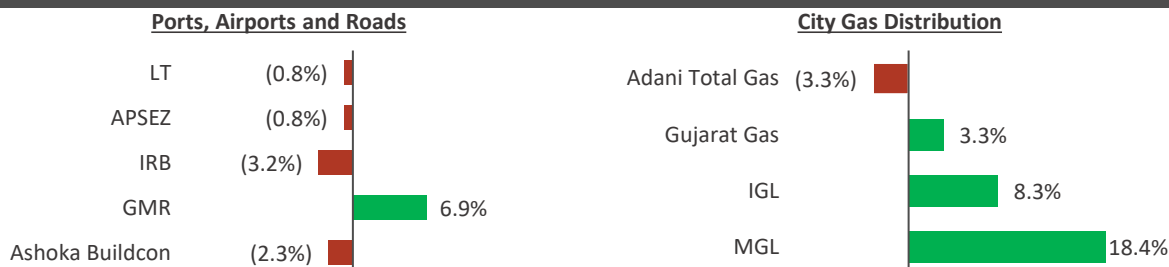 Ports, Airports and Roads
LT (0.8%)
APSEZ (0.8%)
IRB (3.2%)
GMR 6.9%
Ashoka Buildcon (2.3%)
City Gas Distribution
Adani Total Gas (3.3%)
Gujarat Gas 3.3%
IGL 8.3%
MGL 18.4%